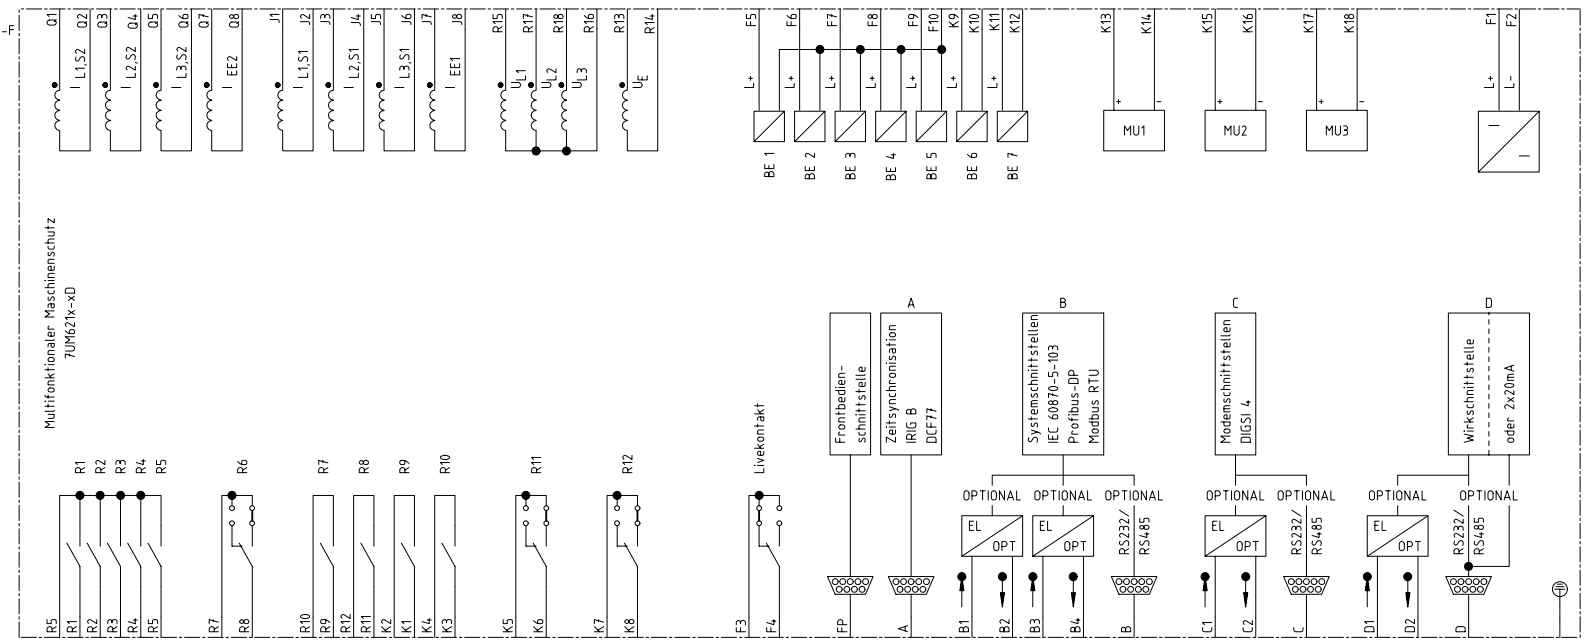 -F
Q1
Q2
Q3
Q4
Q5
Q6
Q7
Q8
J1
J2
J3
J4
J5
J6
J7
J8
R15
R17
R18
R16
R13
R14
F5
F6
F7
F8
F9
F10
K9
K10
K11
K12
K13
K14
K15
K16
K17
K18
F1
F2
I L1,S2
I L2,S2
I L3,S2
I EE2
I L1,S1
I L2,S1
I L3,S1
I EE1
UL1
UL2
UL3
UE
L+
L+
L+
L+
L+
L+
L+
L+
L-
+
-
+
-
+
-
MU1
MU2
MU3
BE 1
BE 2
BE 3
BE 4
BE 5
BE 6
BE 7
Multifonktionaler Maschinenschutz
7UM621x-xD
A
B
C
D
Frontbedien-
schnittstelle
Zeitsynchronisation
IRIG B
DCF77
Systemschnittstellen
IEC 60870-5-103
Profibus-DP
Modbus RTU
Modemschnittstellen
DIGSI 4
Wirkschnittstelle
oder 2x20mA
R1
R2
R3
R4
R5
R6
R7
R8
R9
R10
R11
R12
Livekontakt
OPTIONAL
OPTIONAL
OPTIONAL
OPTIONAL
OPTIONAL
OPTIONAL
OPTIONAL
EL
OPT
EL
OPT
RS232/
RS485
EL
OPT
RS232/
RS485
EL
OPT
RS232/
RS485
R5
R1
R2
R3
R4
R5
R7
R8
R10
R9
R12
R11
K2
K1
K4
K3
K5
K6
K7
K8
F3
F4
FP
A
B1
B2
B3
B4
B
C1
C2
C
D1
D2
D